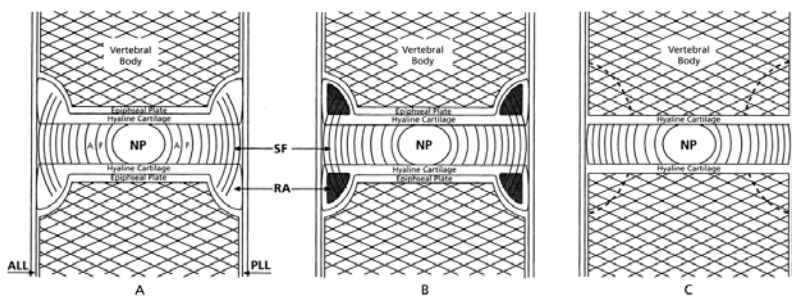 Vertebral
Body
Epiphseal Plate
Hyaline Cartilage
A F
NP
A F
Hyaline Cartilage
Epiphseal Plate
ALL
PLL
A
SF
RA
Vertebral
Body
Epiphseal Plate
Hyaline Cartilage
NP
Hyaline Cartilage
Epiphseal Plate
B
Vertebral
Body
Hyaline Cartilage
NP
Hyaline Cartilage
C